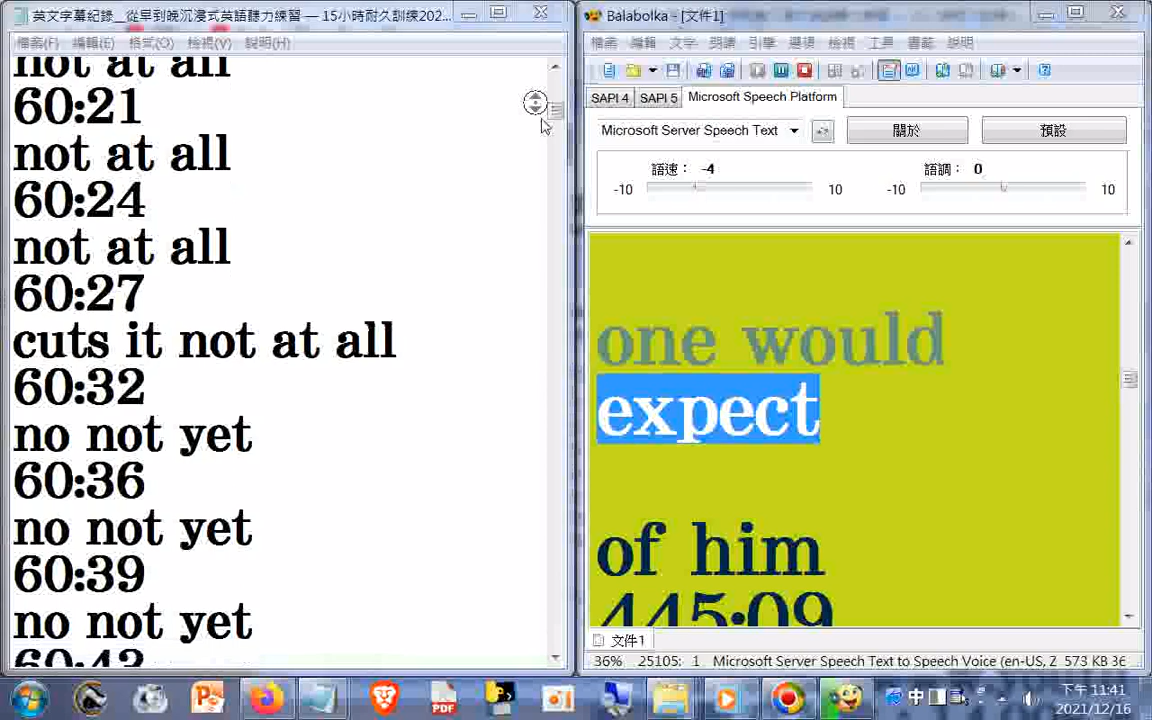 英文字幕紀錄__從早到晚沉浸式英語聽力練習 — 15小時耐久訓練202...
檔案(F) 編輯(E) 格式(O) 檢視(V) 說明(H)
not at all
60:21
not at all
60:24
not at all
60:27
cuts it not at all
60:32
no not yet
60:36
no not yet
60:39
no not yet
60:43
Balabolka - [文件1]
檔案 編輯 文字 朗讀 引擎 選項 檢視 工具 書籤 說明
SAPI 4 SAPI 5 Microsoft Speech Platform
Microsoft Server Speech Text 關於 預設
語速: -4 語調: 0
-10 10 -10 10
one would
expect
of him
445:09
文件1
36% 25105: 1 Microsoft Server Speech Text to Speech Voice (en-US, Z 573 KB 36
中
下午 11:41
2021/12/16